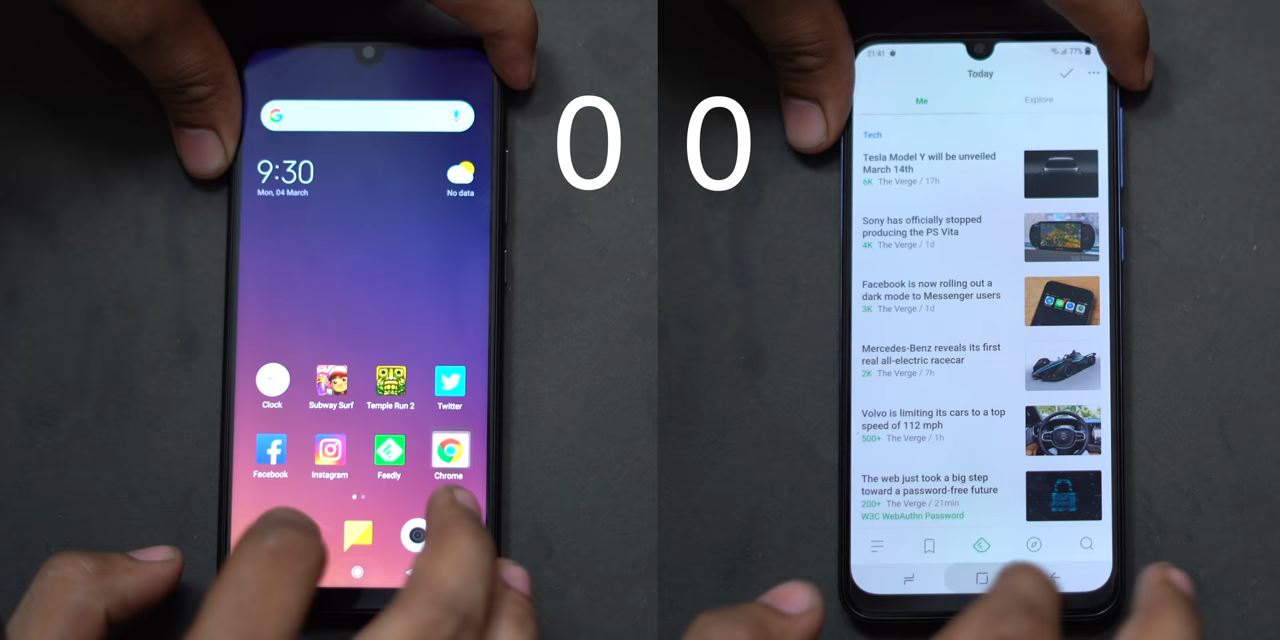 9:30
Mon, 04 March
No data
Clock
Subway Surf
Temple Run 2
Twitter
Facebook
Instagram
Feedly
Chrome
0
0
21:41
77%
Today
Me
Explore
Tech
Tesla Model Y will be unveiled
March 14th
6K The Verge / 17h
Sony has officially stopped
producing the PS Vita
4K The Verge / 1d
Facebook is now rolling out a
dark mode to Messenger users
3K The Verge / 1d
Mercedes-Benz reveals its first
real all-electric racecar
2K The Verge / 7h
Volvo is limiting its cars to a top
speed of 112 mph
500+ The Verge / 1h
The web just took a big step
toward a password-free future
200+ The Verge / 21min
W3C WebAuthn Password